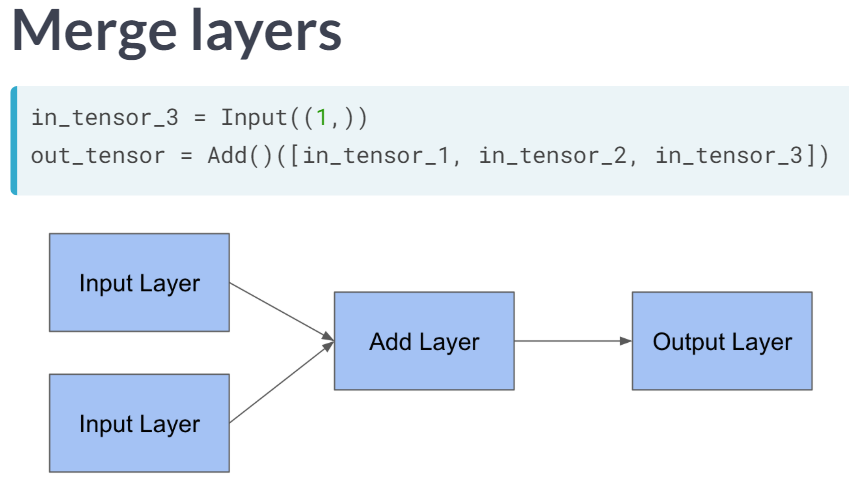 Merge layers
in_tensor_3 = Input((1,))
out_tensor = Add()([in_tensor_1, in_tensor_2, in_tensor_3])
Input Layer
Add Layer
Output Layer
Input Layer